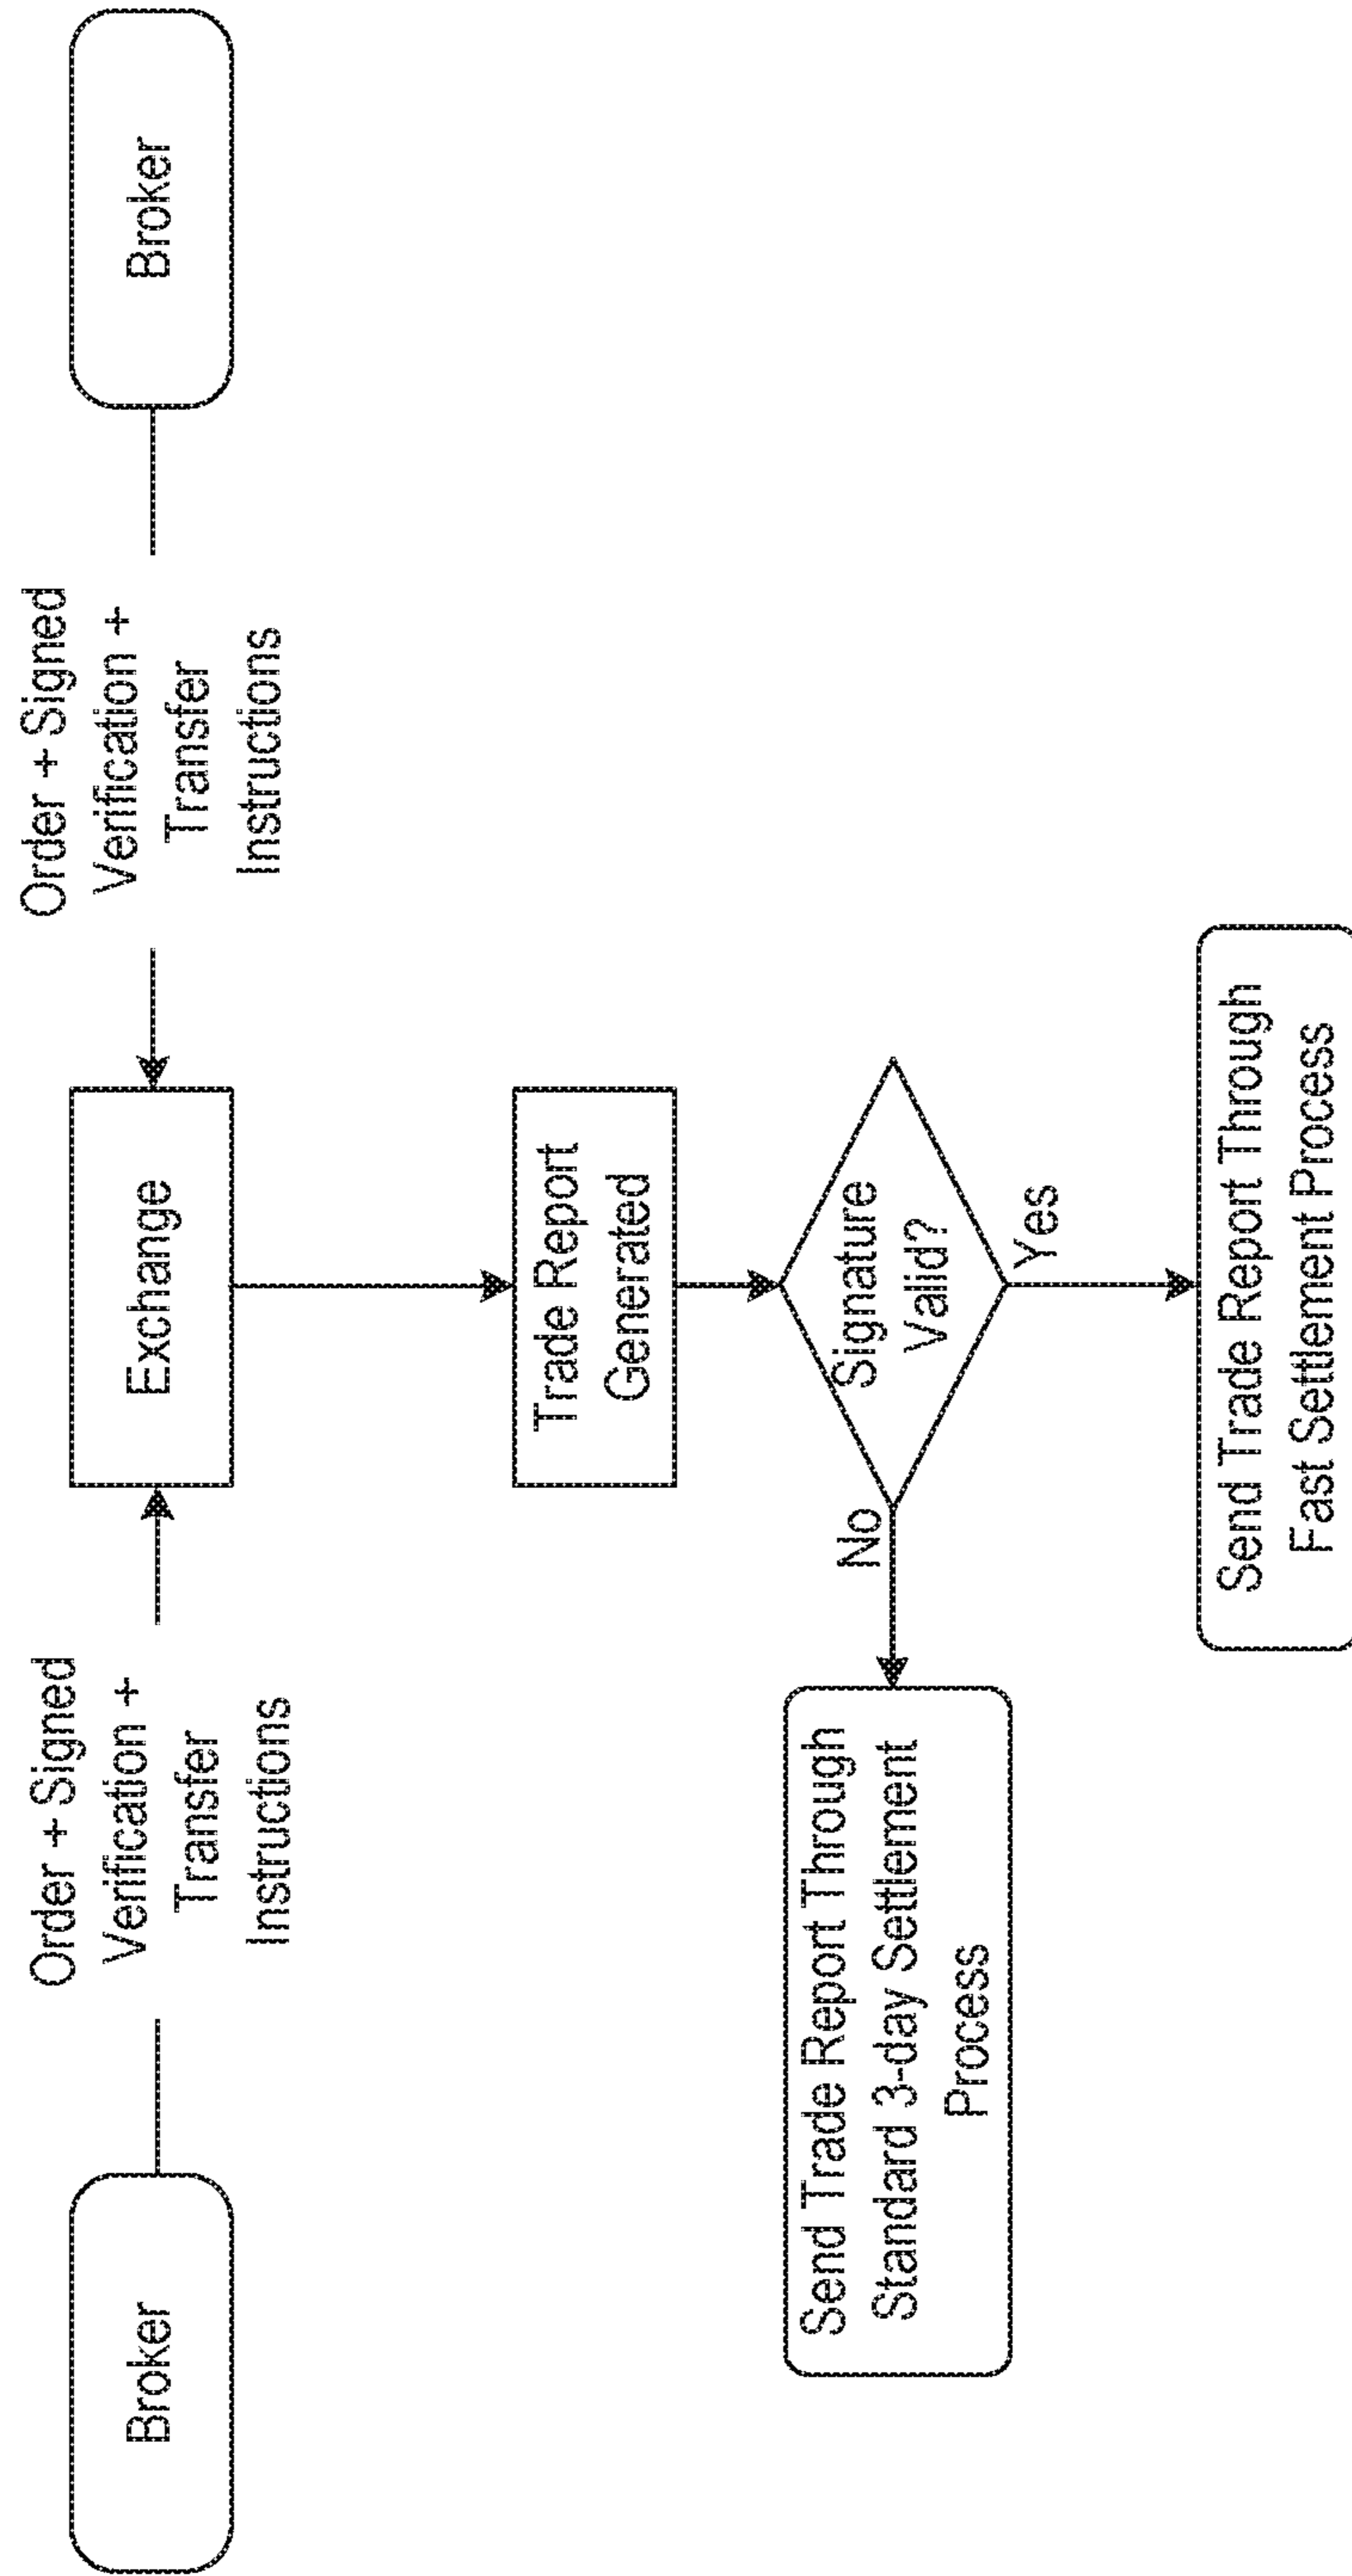 Broker
Order + Signed
Verification +
Transfer
Instructions
Exchange
Order + Signed
Verification +
Transfer
Instructions
Broker
Trade Report
Generated
Signature
Valid?
No
Yes
Send Trade Report Through
Standard 3-day Settlement
Process
Send Trade Report Through
Fast Settlement Process